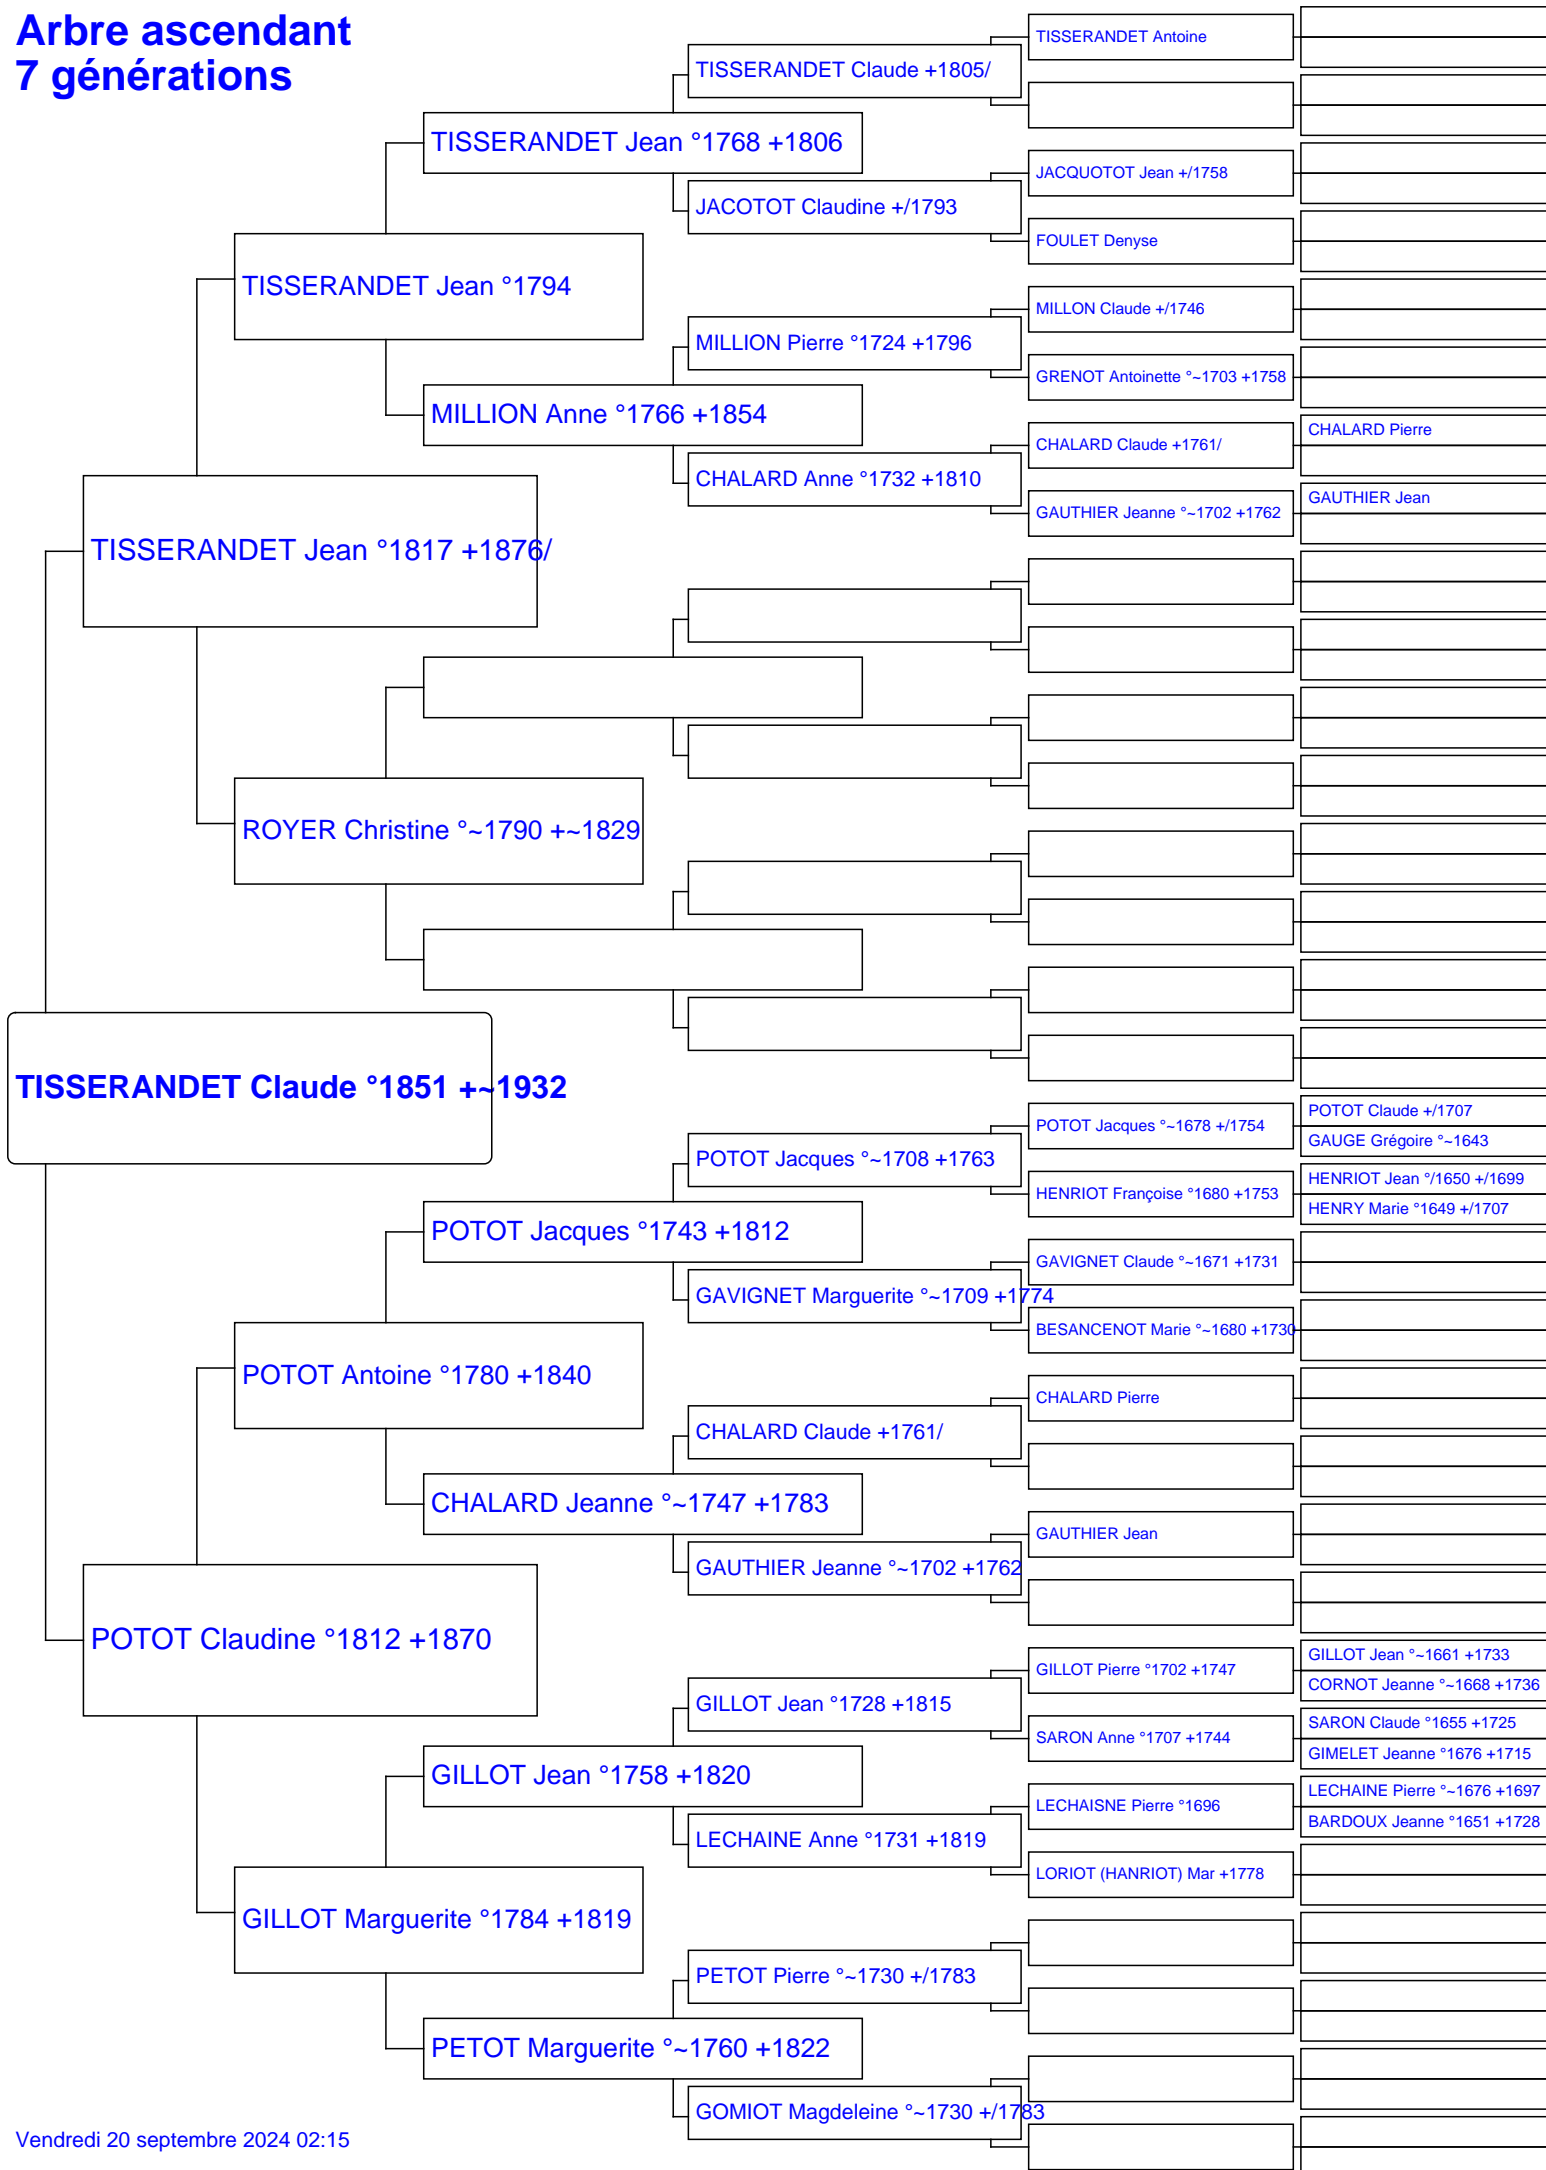 Arbre ascendant
7 générations
TISSERANDET Claude °1851 +~1932
TISSERANDET Jean °1817 +1876/
POTOT Claudine °1812 +1870
TISSERANDET Jean °1794
ROYER Christine °~1790 +~1829
POTOT Antoine °1780 +1840
GILLOT Marguerite °1784 +1819
TISSERANDET Jean °1768 +1806
MILLION Anne °1766 +1854
POTOT Jacques °1743 +1812
CHALARD Jeanne °~1747 +1783
GILLOT Jean °1758 +1820
PETOT Marguerite °~1760 +1822
TISSERANDET Claude +1805/
JACOTOT Claudine +/1793
MILLION Pierre °1724 +1796
CHALARD Anne °1732 +1810
POTOT Jacques °~1708 +1763
GAVIGNET Marguerite °~1709 +1774
CHALARD Claude +1761/
GAUTHIER Jeanne °~1702 +1762
GILLOT Jean °1728 +1815
LECHAINE Anne °1731 +1819
PETOT Pierre °~1730 +/1783
GOMIOT Magdeleine °~1730 +/1783
TISSERANDET Antoine
JACQUOTOT Jean +/1758
FOULET Denyse
MILLON Claude +/1746
GRENOT Antoinette °~1703 +1758
CHALARD Claude +1761/
GAUTHIER Jeanne °~1702 +1762
POTOT Jacques °~1678 +/1754
HENRIOT Françoise °1680 +1753
GAVIGNET Claude °~1671 +1731
BESANCENOT Marie °~1680 +1730
CHALARD Pierre
GAUTHIER Jean
GILLOT Pierre °1702 +1747
SARON Anne °1707 +1744
LECHAISNE Pierre °1696
LORIOT (HANRIOT) Mar +1778
CHALARD Pierre
GAUTHIER Jean
POTOT Claude +/1707
GAUGE Grégoire °~1643
HENRIOT Jean °/1650 +/1699
HENRY Marie °1649 +/1707
GILLOT Jean °~1661 +1733
CORNOT Jeanne °~1668 +1736
SARON Claude °1655 +1725
GIMELET Jeanne °1676 +1715
LECHAINE Pierre °~1676 +1697
BARDOUX Jeanne °1651 +1728
Vendredi 20 septembre 2024 02:15